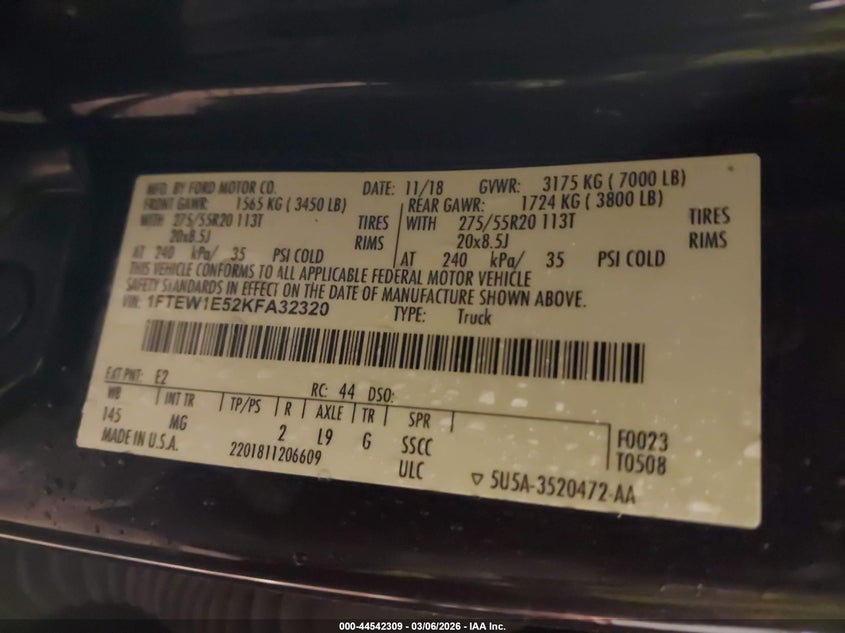 MFD. BY FORD MOTOR CO. DATE: 11/18 GVWR: 3175 KG ( 7000 LB)
FRONT GAWR: 1565 KG ( 3450 LB) REAR GAWR: 1724 KG ( 3800 LB)
WITH 275/55R20 113T TIRES WITH 275/55R20 113T TIRES
20x8.5J RIMS 20x8.5J RIMS
AT 240 kPa/ 35 PSI COLD AT 240 kPa/ 35 PSI COLD
THIS VEHICLE CONFORMS TO ALL APPLICABLE FEDERAL MOTOR VEHICLE
SAFETY STANDARDS IN EFFECT ON THE DATE OF MANUFACTURE SHOWN ABOVE.
VIN: 1FTEW1E52KFA32320 TYPE: Truck
EXT PNT: E2 RC: 44 DSO:
WB INT TR TP/PS R AXLE TR SPR
145 MG 2 L9 G SSCC F0023
MADE IN U.S.A. 2201811206609 ULC T0508
5U5A-3520472-AA
000-44542309 - 03/06/2026 - IAA Inc.